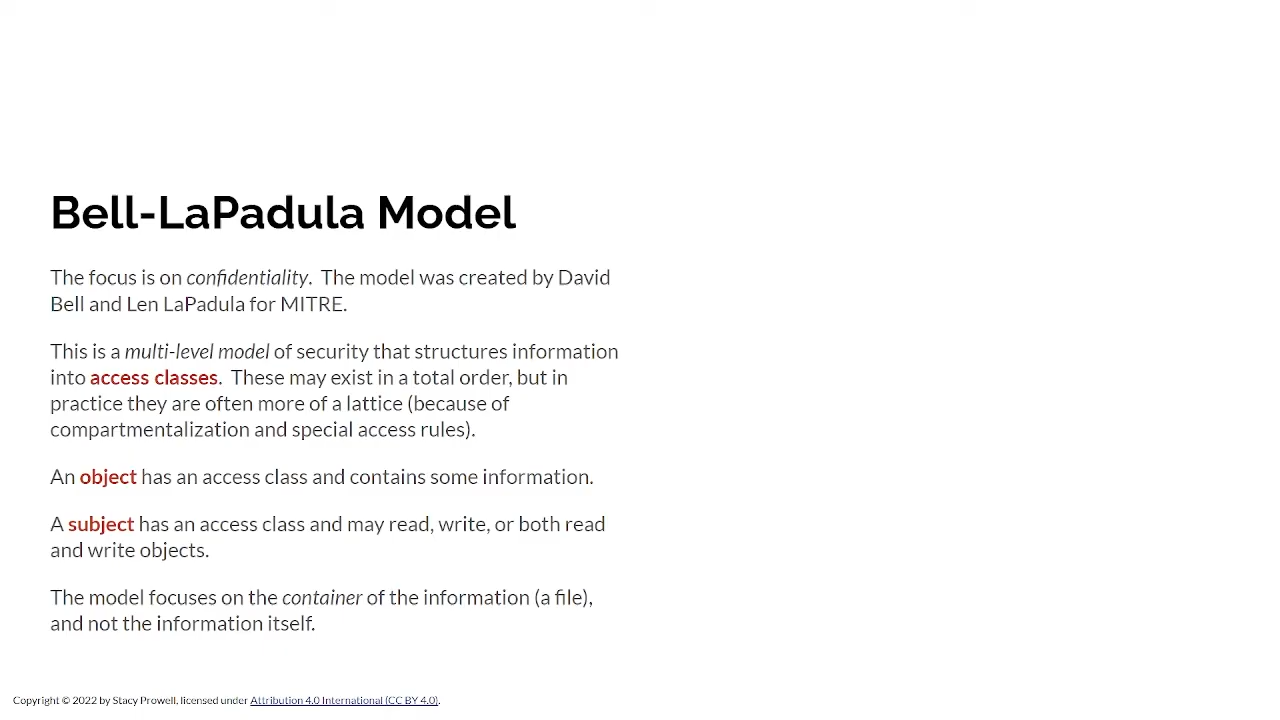 Bell-LaPadula Model
The focus is on confidentiality.  The model was created by David
Bell and Len LaPadula for MITRE.
This is a multi-level model of security that structures information
into access classes.  These may exist in a total order, but in
practice they are often more of a lattice (because of
compartmentalization and special access rules).
An object has an access class and contains some information.
A subject has an access class and may read, write, or both read
and write objects.
The model focuses on the container of the information (a file),
and not the information itself.
Copyright © 2022 by Stacy Prowell, licensed under Attribution 4.0 International (CC BY 4.0).